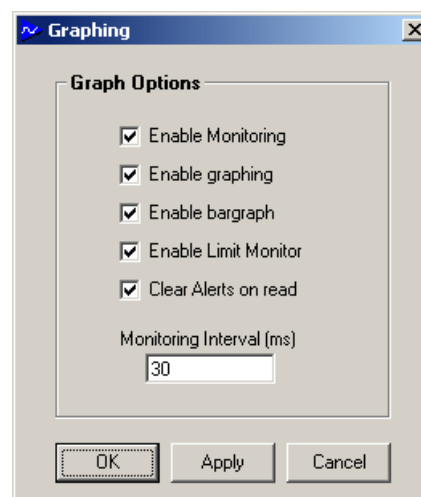 Graphing
Graph Options
Enable Monitoring
Enable graphing
Enable bargraph
Enable Limit Monitor
Clear Alerts on read
Monitoring Interval (ms)
30
OK
Apply
Cancel